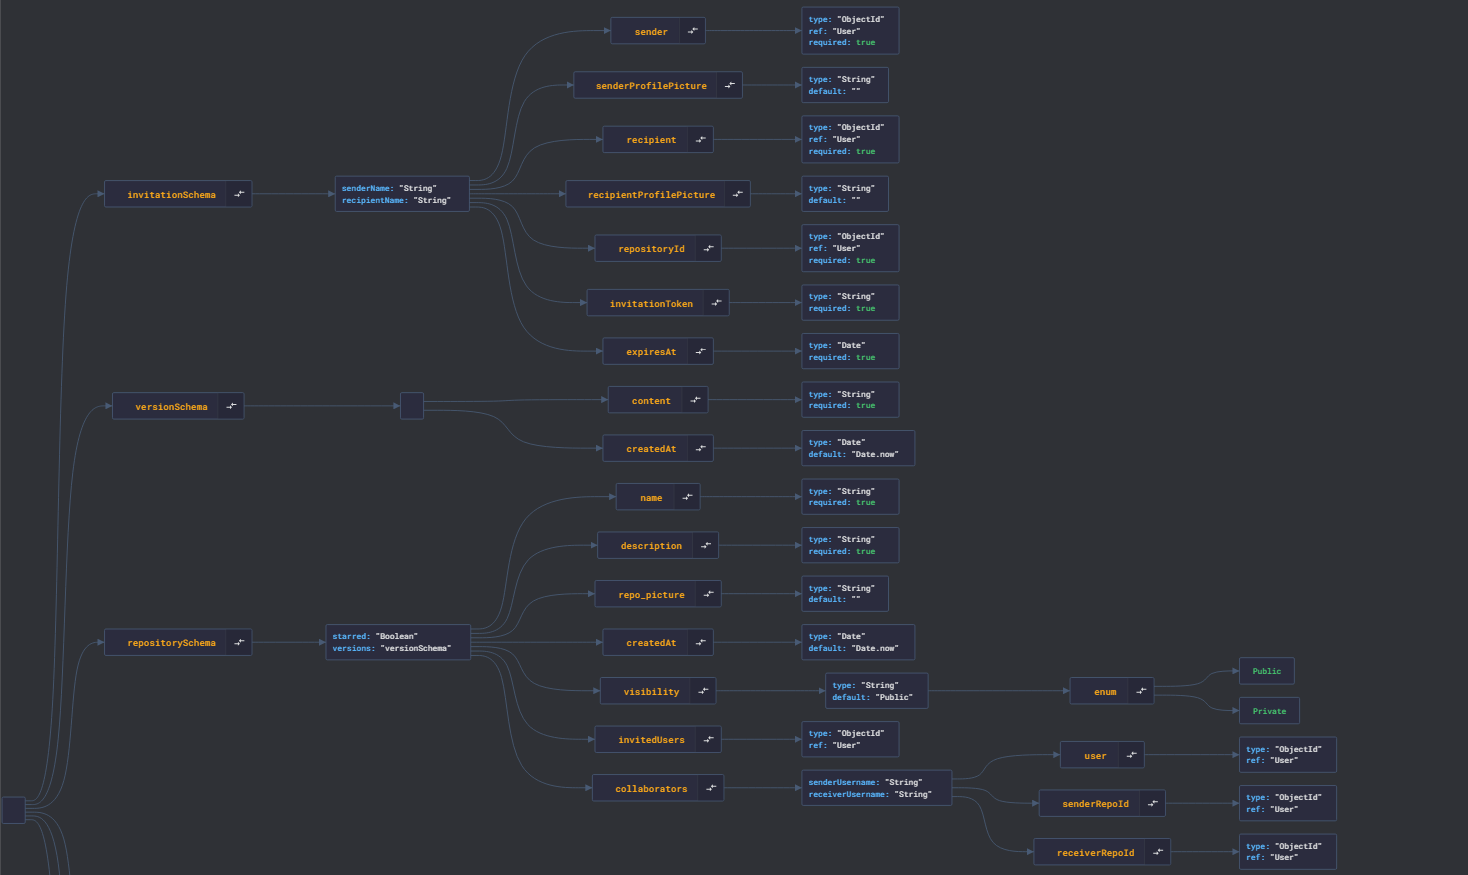 invitationSchema
senderName: "String"
recipientName: "String"
sender
type: "ObjectId"
ref: "User"
required: true
senderProfilePicture
type: "String"
default: ""
recipient
type: "ObjectId"
ref: "User"
required: true
recipientProfilePicture
type: "String"
default: ""
repositoryId
type: "ObjectId"
ref: "User"
required: true
invitationToken
type: "String"
required: true
expiresAt
type: "Date"
required: true
versionSchema
content
type: "String"
required: true
createdAt
type: "Date"
default: "Date.now"
repositorySchema
starred: "Boolean"
versions: "versionSchema"
name
type: "String"
required: true
description
type: "String"
required: true
repo_picture
type: "String"
default: ""
createdAt
type: "Date"
default: "Date.now"
visibility
type: "String"
default: "Public"
enum
Public
Private
invitedUsers
type: "ObjectId"
ref: "User"
collaborators
senderUsername: "String"
receiverUsername: "String"
user
type: "ObjectId"
ref: "User"
senderRepoId
type: "ObjectId"
ref: "User"
receiverRepoId
type: "ObjectId"
ref: "User"